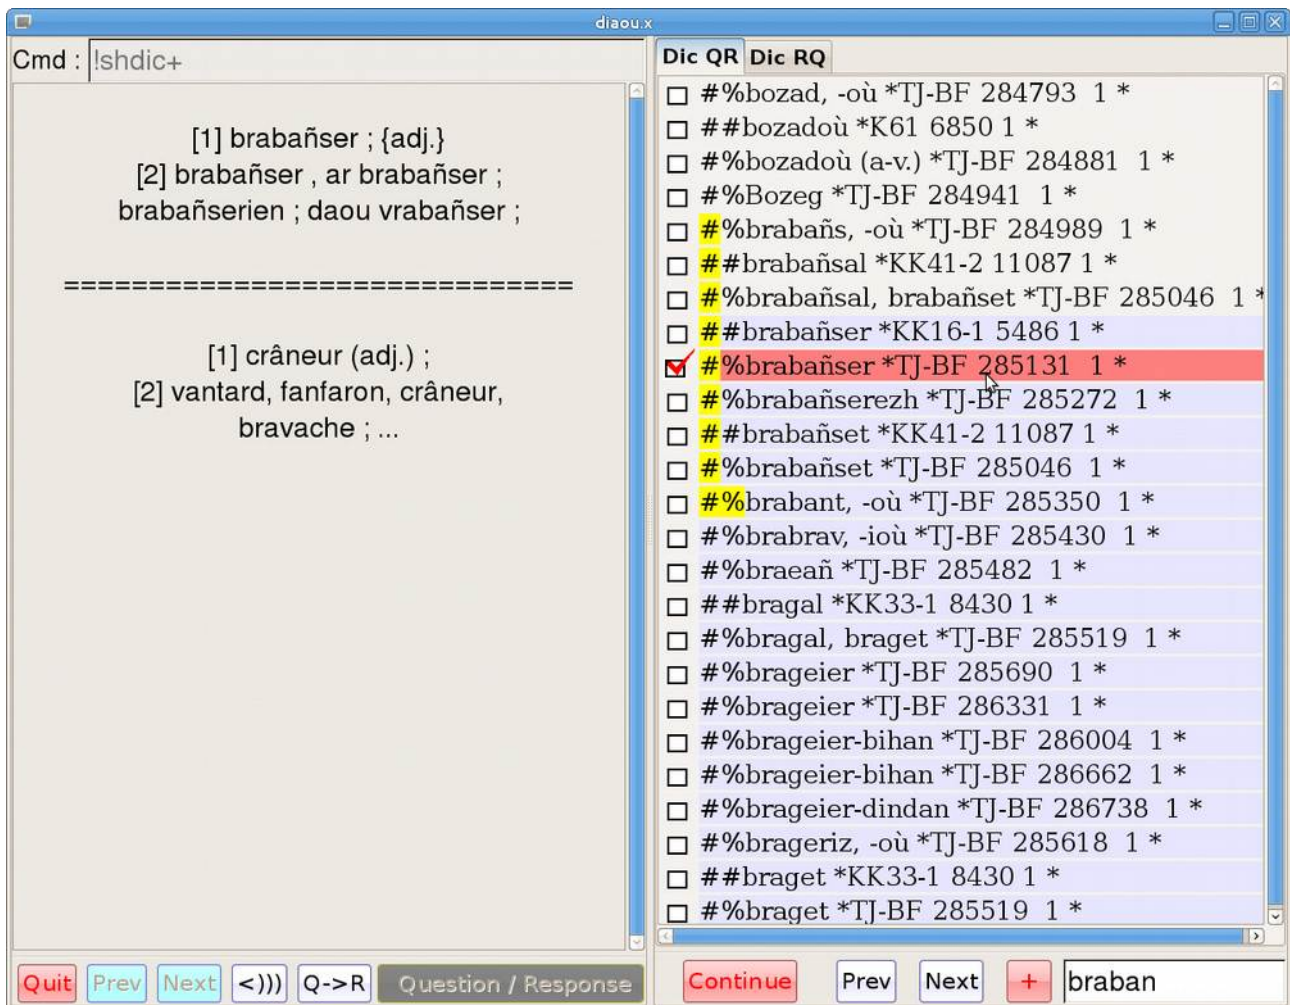 diaou.x
Cmd : !shdic+
[1] brabañser ; {adj.}
[2] brabañser , ar brabañser ;
brabañserien ; daou vrabañser ;
==============================
[1] crâneur (adj.) ;
[2] vantard, fanfaron, crâneur,
bravache ; ...
Quit Prev Next <))) Q->R Question / Response
Dic QR Dic RQ
#%bozad, -où *TJ-BF 284793 1 *
##bozadoù *K61 6850 1 *
#%bozadoù (a-v.) *TJ-BF 284881 1 *
#%Bozeg *TJ-BF 284941 1 *
#%brabañs, -où *TJ-BF 284989 1 *
##brabañsal *KK41-2 11087 1 *
#%brabañsal, brabañset *TJ-BF 285046 1 *
##brabañser *KK16-1 5486 1 *
#%brabañser *TJ-BF 285131 1 *
#%brabañserezh *TJ-BF 285272 1 *
##brabañset *KK41-2 11087 1 *
#%brabañset *TJ-BF 285046 1 *
#%brabant, -où *TJ-BF 285350 1 *
#%brabrav, -ioù *TJ-BF 285430 1 *
#%braeañ *TJ-BF 285482 1 *
##bragal *KK33-1 8430 1 *
#%bragal, braget *TJ-BF 285519 1 *
#%brageier *TJ-BF 285690 1 *
#%brageier *TJ-BF 286331 1 *
#%brageier-bihan *TJ-BF 286004 1 *
#%brageier-bihan *TJ-BF 286662 1 *
#%brageier-dindan *TJ-BF 286738 1 *
#%brageriz, -où *TJ-BF 285618 1 *
##braget *KK33-1 8430 1 *
#%braget *TJ-BF 285519 1 *
Continue Prev Next + braban